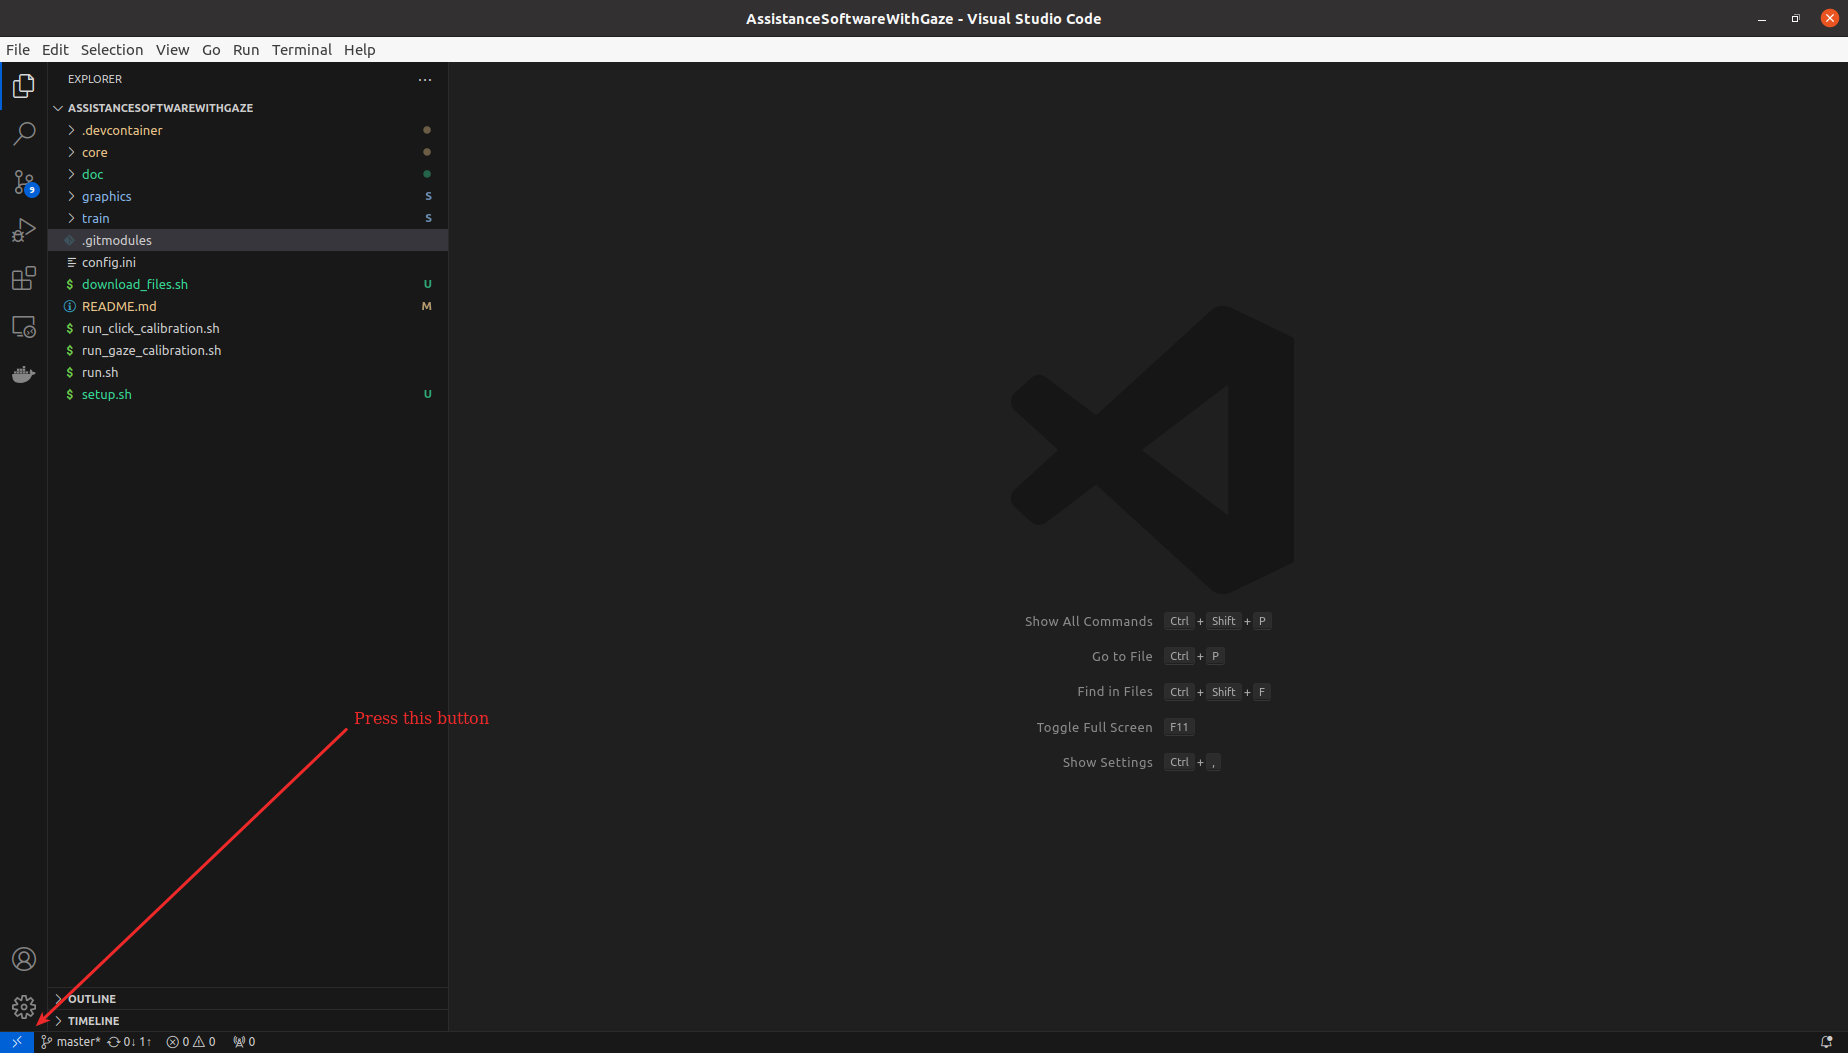 AssistanceSoftwareWithGaze - Visual Studio Code
File Edit Selection View Go Run Terminal Help
EXPLORER
ASSISTANCESOFTWAREWITHGAZE
.devcontainer
core
doc
graphics S
train S
.gitmodules
config.ini
$ download_files.sh U
README.md M
$ run_click_calibration.sh
$ run_gaze_calibration.sh
$ run.sh
$ setup.sh U
9
Show All Commands Ctrl + Shift + P
Go to File Ctrl + P
Find in Files Ctrl + Shift + F
Toggle Full Screen F11
Show Settings Ctrl + ,
Press this button
OUTLINE
TIMELINE
master* 0↓ 1↑ 0 0 0